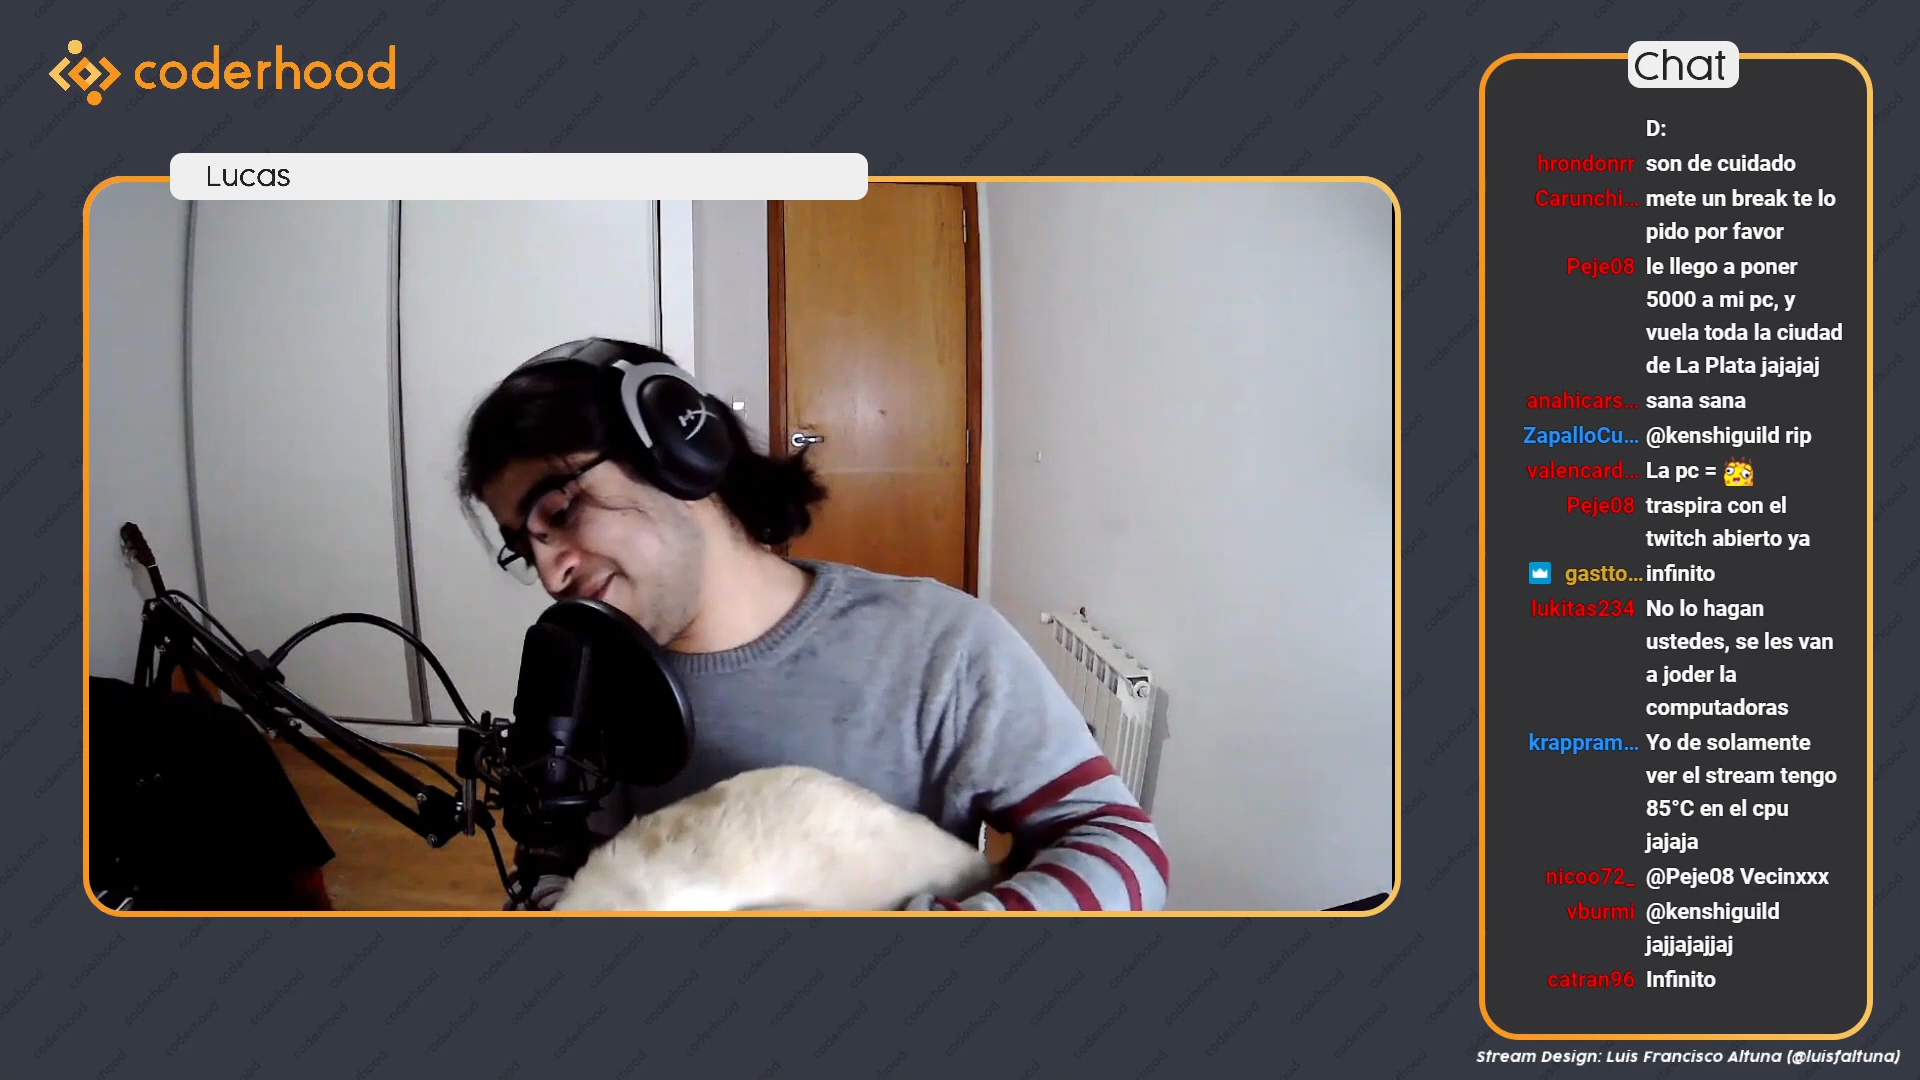 coderhood
Lucas
Chat
D:
hrondonrr son de cuidado
Carunchi... mete un break te lo
pido por favor
Peje08 le llego a poner
5000 a mi pc, y
vuela toda la ciudad
de La Plata jajajaj
anahicars... sana sana
ZapalloCu... @kenshiguild rip
valencard... La pc =
Peje08 traspira con el
twitch abierto ya
gastto... infinito
lukitas234 No lo hagan
ustedes, se les van
a joder la
computadoras
krappram... Yo de solamente
ver el stream tengo
85°C en el cpu
jajaja
nicoo72_ @Peje08 Vecinxxx
vburmi @kenshiguild
jajjajajjaj
catran96 Infinito
Stream Design: Luis Francisco Altuna (@luisfaltuna)